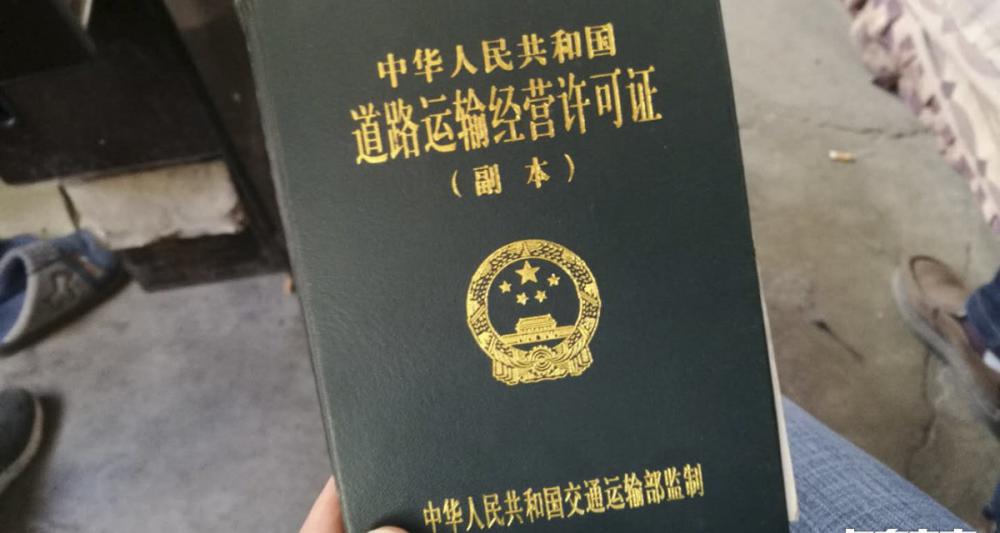 中华人民共和国
道路运输经营许可证
（副本）
中华人民共和国交通运输部监制